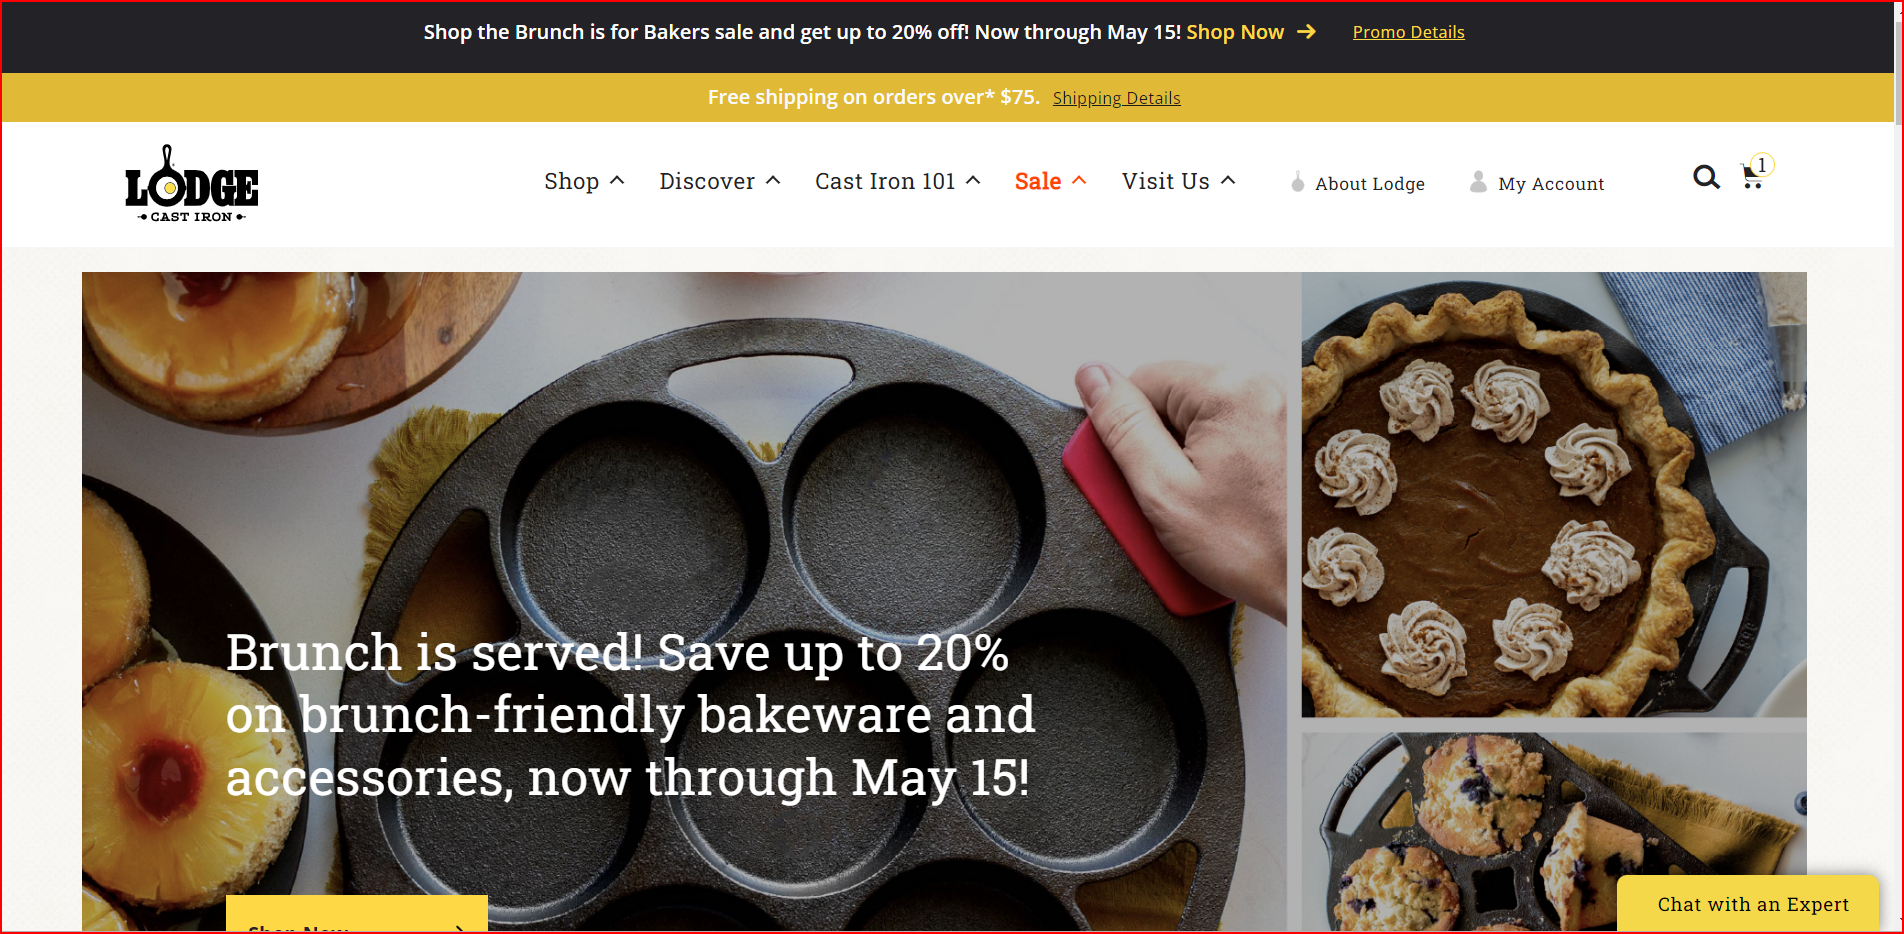 Shop the Brunch is for Bakers sale and get up to 20% off! Now through May 15! Shop Now Promo Details
Free shipping on orders over* $75. Shipping Details
LODGE
CAST IRON
Shop Discover Cast Iron 101 Sale Visit Us About Lodge My Account 1
Brunch is served! Save up to 20%
on brunch-friendly bakeware and
accessories, now through May 15!
Shop Now
Chat with an Expert